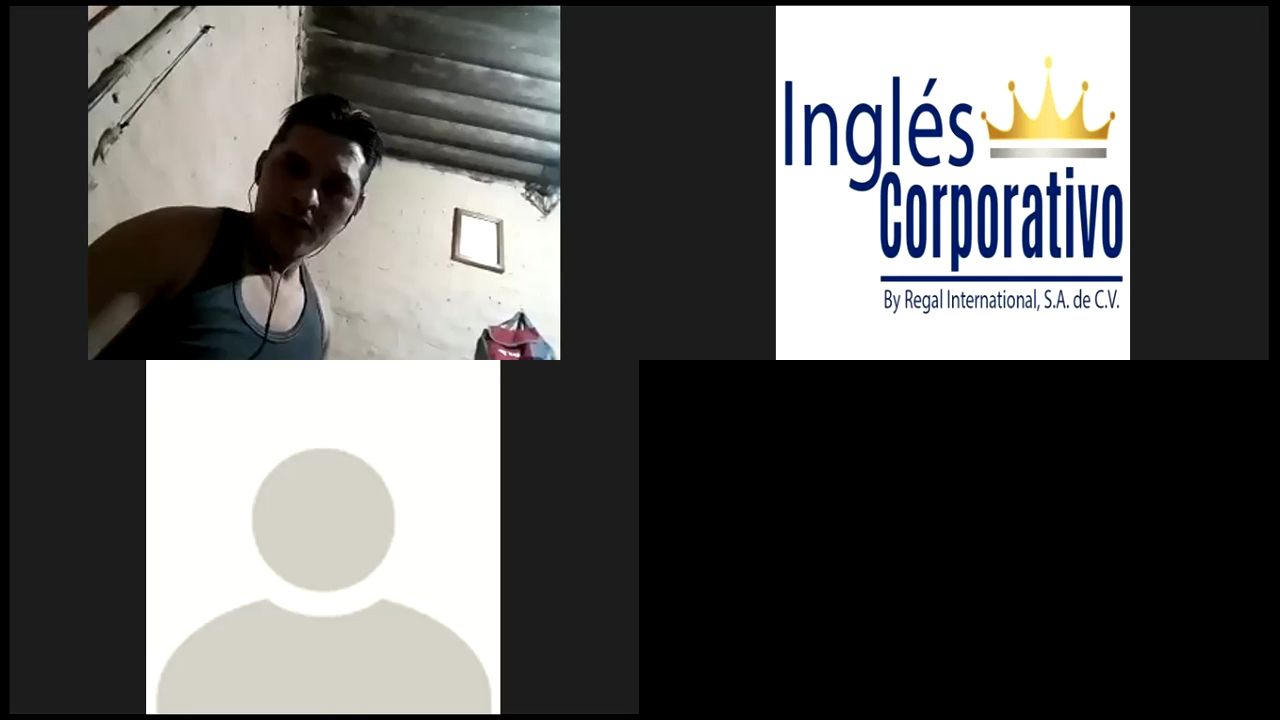 Inglés
Corporativo
By Regal International, S.A. de C.V.